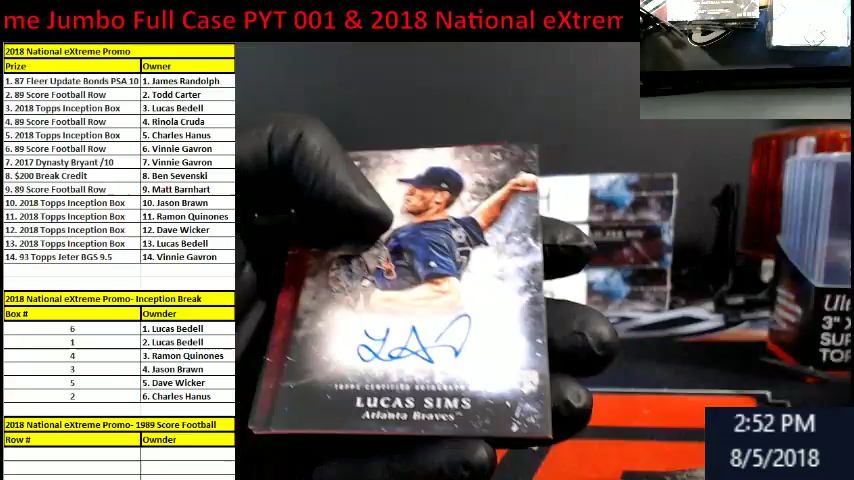 me Jumbo Full Case PYT 001 & 2018 National eXtrem
2018 National eXtreme Promo
Prize Owner
1. 87 Fleer Update Bonds PSA 10 1. James Randolph
2. 89 Score Football Row 2. Todd Carter
3. 2018 Topps Inception Box 3. Lucas Bedell
4. 89 Score Football Row 4. Rinola Cruda
5. 2018 Topps Inception Box 5. Charles Hanus
6. 89 Score Football Row 6. Vinnie Gavron
7. 2017 Dynasty Bryant /10 7. Vinnie Gavron
8. $200 Break Credit 8. Ben Sevenski
9. 89 Score Football Row 9. Matt Barnhart
10. 2018 Topps Inception Box 10. Jason Brawn
11. 2018 Topps Inception Box 11. Ramon Quinones
12. 2018 Topps Inception Box 12. Dave Wicker
13. 2018 Topps Inception Box 13. Lucas Bedell
14. 93 Topps Jeter BGS 9.5 14. Vinnie Gavron
2018 National eXtreme Promo- Inception Break
Box # Ownder
6 1. Lucas Bedell
1 2. Lucas Bedell
4 3. Ramon Quinones
3 4. Jason Brawn
5 5. Dave Wicker
2 6. Charles Hanus
2018 National eXtreme Promo- 1989 Score Football
Row # Ownder
TOPPS CERTIFIED AUTOGRAPH
LUCAS SIMS
Atlanta Braves
Ult
3" X
SUP
TOP
2:52 PM
8/5/2018